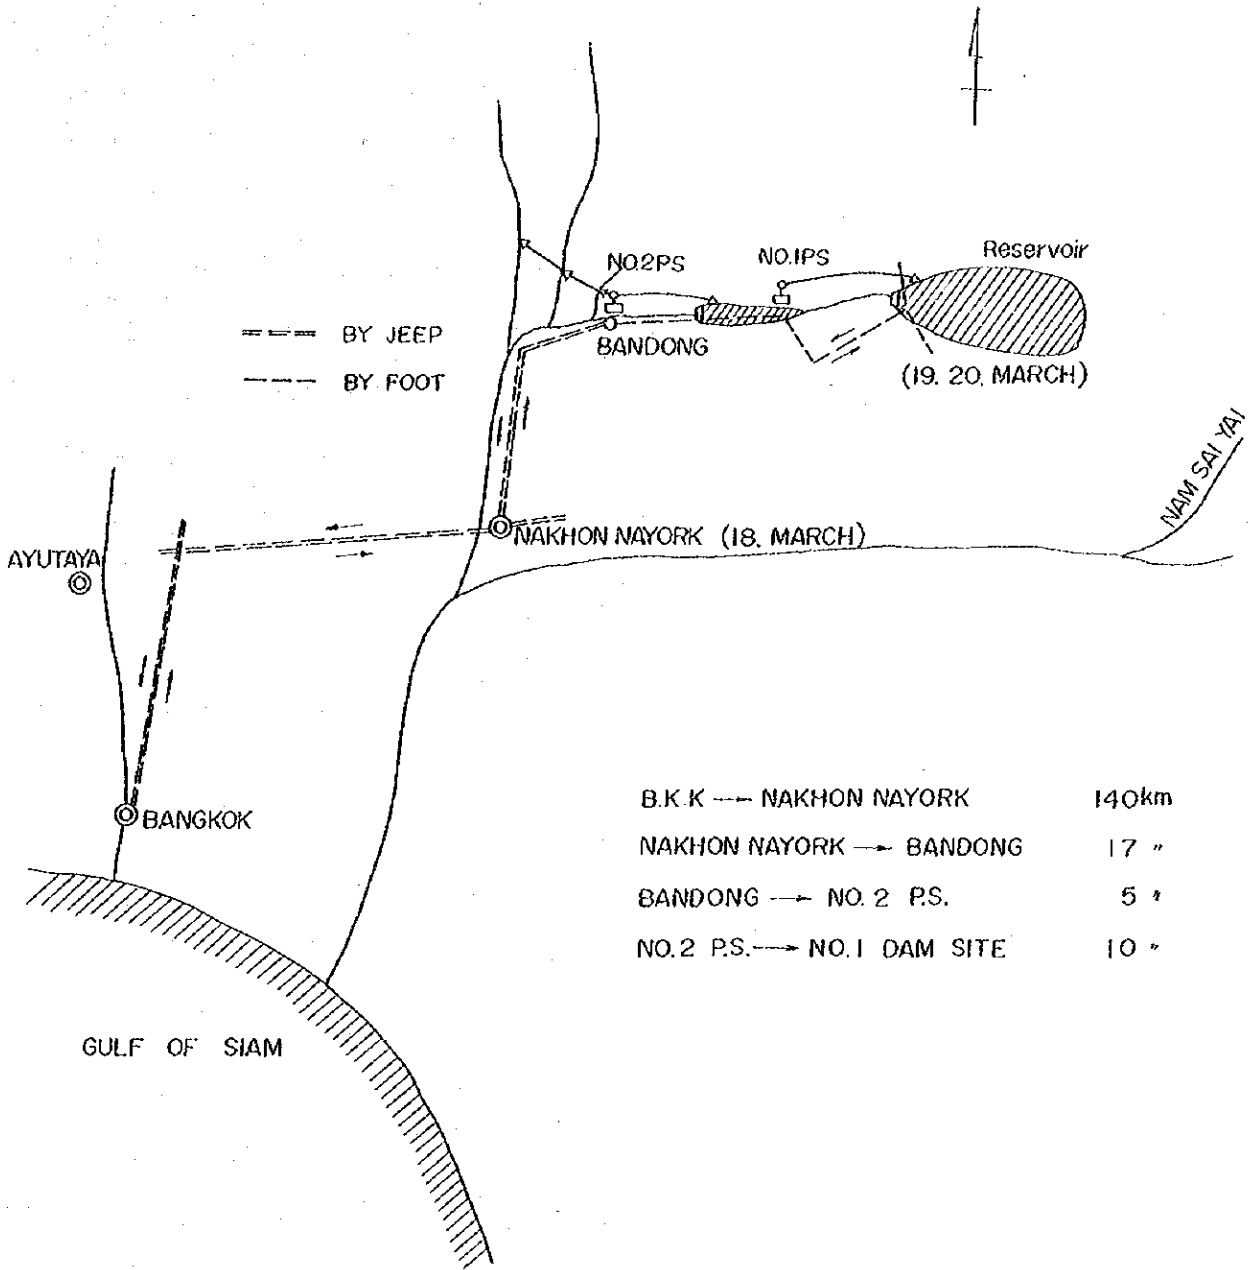 Reservoir
NO.2PS
NO.1PS
BY JEEP
BANDONG
BY FOOT
(19. 20. MARCH)
NAM SAI YAI
NAKHON NAYORK (18. MARCH)
AYUTAYA
BANGKOK
B.K.K → NAKHON NAYORK 140km
NAKHON NAYORK → BANDONG 17 〃
BANDONG → NO. 2 P.S. 5 〃
NO. 2 P.S. → NO. 1 DAM SITE 10 〃
GULF OF SIAM